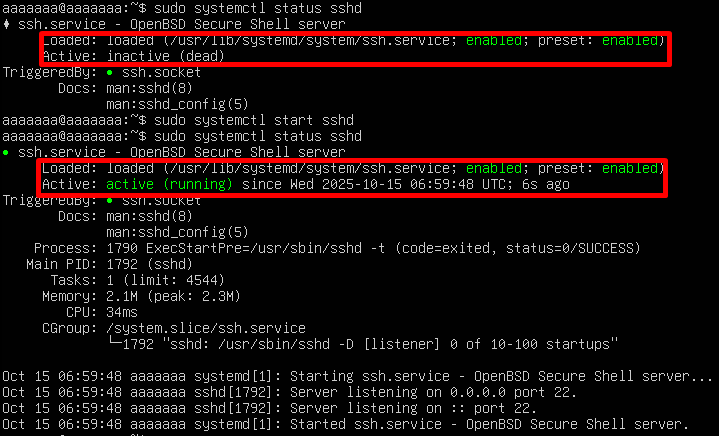 aaaaaaa@aaaaaaa:~$ sudo systemctl status sshd
ssh.service - OpenBSD Secure Shell server
Loaded: loaded (/usr/lib/systemd/system/ssh.service; enabled; preset: enabled)
Active: inactive (dead)
TriggeredBy: ● ssh.socket
Docs: man:sshd(8)
man:sshd_config(5)
aaaaaaa@aaaaaaa:~$ sudo systemctl start sshd
aaaaaaa@aaaaaaa:~$ sudo systemctl status sshd
● ssh.service - OpenBSD Secure Shell server
Loaded: loaded (/usr/lib/systemd/system/ssh.service; enabled; preset: enabled)
Active: active (running) since Wed 2025-10-15 06:59:48 UTC; 6s ago
TriggeredBy: ● ssh.socket
Docs: man:sshd(8)
man:sshd_config(5)
Process: 1790 ExecStartPre=/usr/sbin/sshd -t (code=exited, status=0/SUCCESS)
Main PID: 1792 (sshd)
Tasks: 1 (limit: 4544)
Memory: 2.1M (peak: 2.3M)
CPU: 34ms
CGroup: /system.slice/ssh.service
└─1792 "sshd: /usr/sbin/sshd -D [listener] 0 of 10-100 startups"
Oct 15 06:59:48 aaaaaaa systemd[1]: Starting ssh.service - OpenBSD Secure Shell server...
Oct 15 06:59:48 aaaaaaa sshd[1792]: Server listening on 0.0.0.0 port 22.
Oct 15 06:59:48 aaaaaaa sshd[1792]: Server listening on :: port 22.
Oct 15 06:59:48 aaaaaaa systemd[1]: Started ssh.service - OpenBSD Secure Shell server.